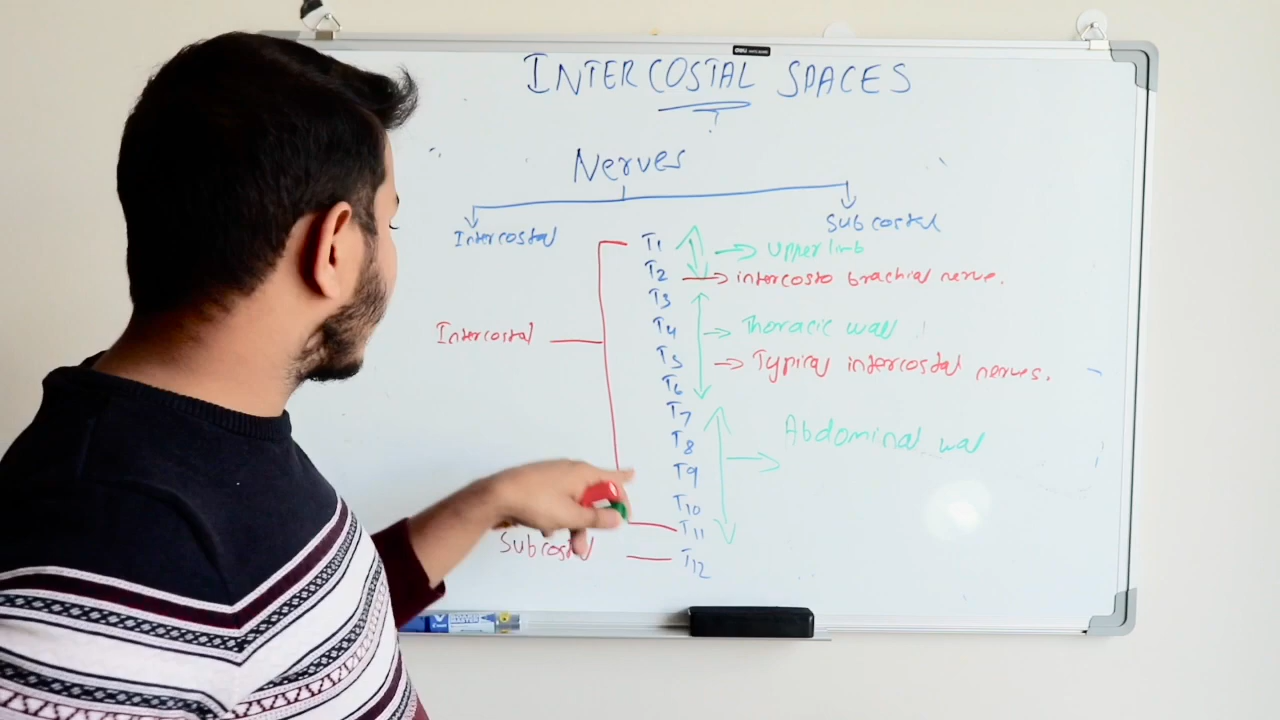 INTERCOSTAL SPACES
Nerves
Intercostal
Subcostal
T1 → Upper limb
T2 → intercosto brachial nerve.
T3
Intercostal T4 → Thoracic wall
T5 → Typical intercostal nerves.
T6
T7
T8 → Abdominal wal
T9
T10
T11
Subcostal T12